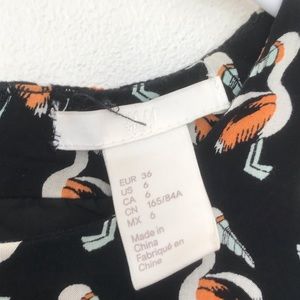 EUR 36
US 6
CA 6
CN 165/84A
MX 6
Made in
China
Fabriqué en
Chine